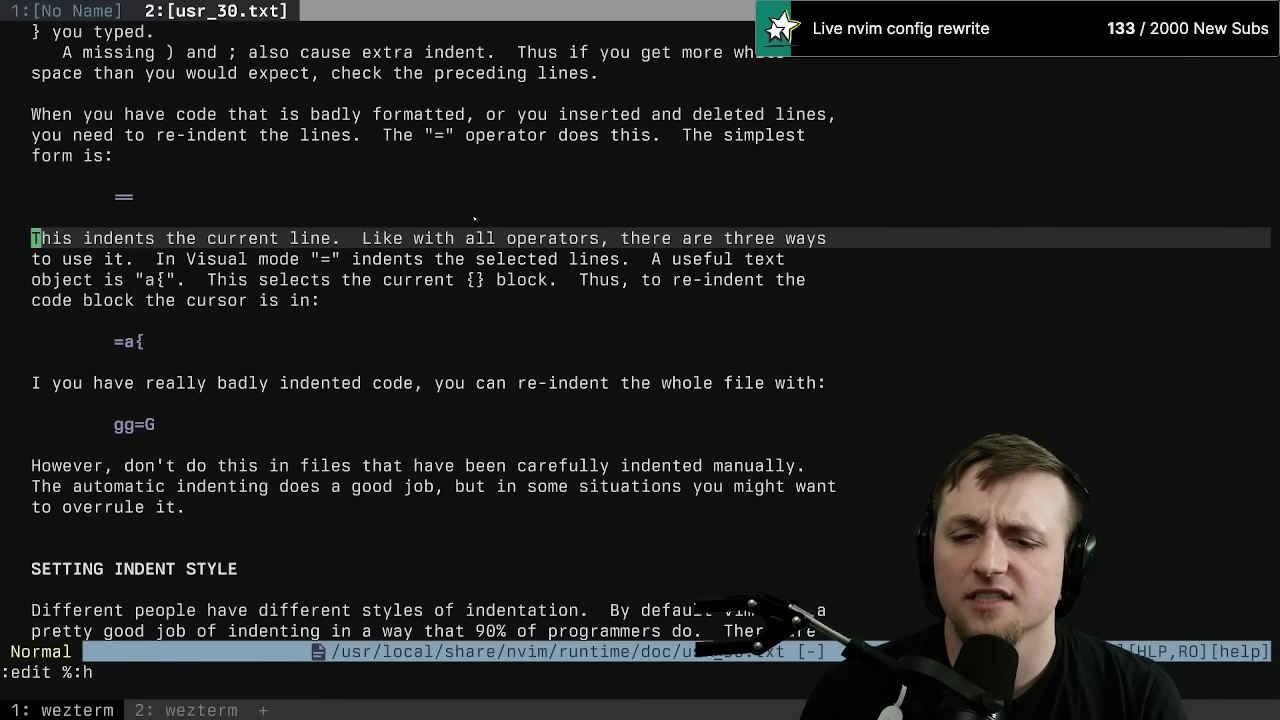 1:[No Name]  2:[usr_30.txt]
Live nvim config rewrite 133 / 2000 New Subs
} you typed.
A missing ) and ; also cause extra indent.  Thus if you get more white
space than you would expect, check the preceding lines.
When you have code that is badly formatted, or you inserted and deleted lines,
you need to re-indent the lines.  The "=" operator does this.  The simplest
form is:
==
This indents the current line.  Like with all operators, there are three ways
to use it.  In Visual mode "=" indents the selected lines.  A useful text
object is "a{".  This selects the current {} block.  Thus, to re-indent the
code block the cursor is in:
=a{
I you have really badly indented code, you can re-indent the whole file with:
gg=G
However, don't do this in files that have been carefully indented manually.
The automatic indenting does a good job, but in some situations you might want
to overrule it.
SETTING INDENT STYLE
Different people have different styles of indentation.  By default Vim a
pretty good job of indenting in a way that 90% of programmers do.  There are
Normal /usr/local/share/nvim/runtime/doc/usr_30.txt [-] [HLP,RO][help]
:edit %:h
1: wezterm  2: wezterm  +